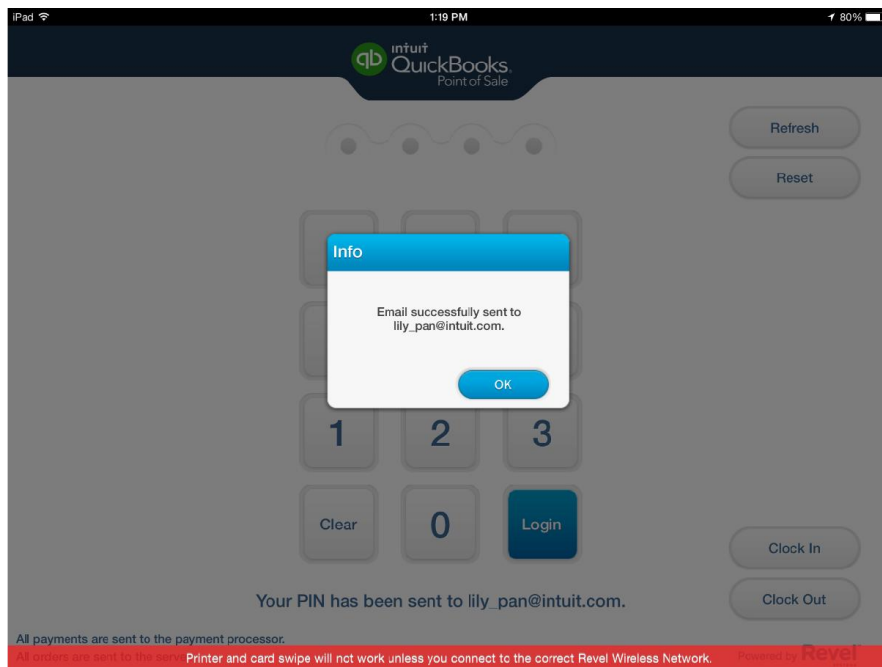 iPad
1:19 PM
80%
intuit
qb QuickBooks.
Point of Sale
Refresh
Reset
Info
Email successfully sent to
lily_pan@intuit.com.
OK
1 2 3
Clear 0 Login
Clock In
Clock Out
Your PIN has been sent to lily_pan@intuit.com.
All payments are sent to the payment processor.
All orders are sent to the
Printer and card swipe will not work unless you connect to the correct Revel Wireless Network.
Powered by Revel